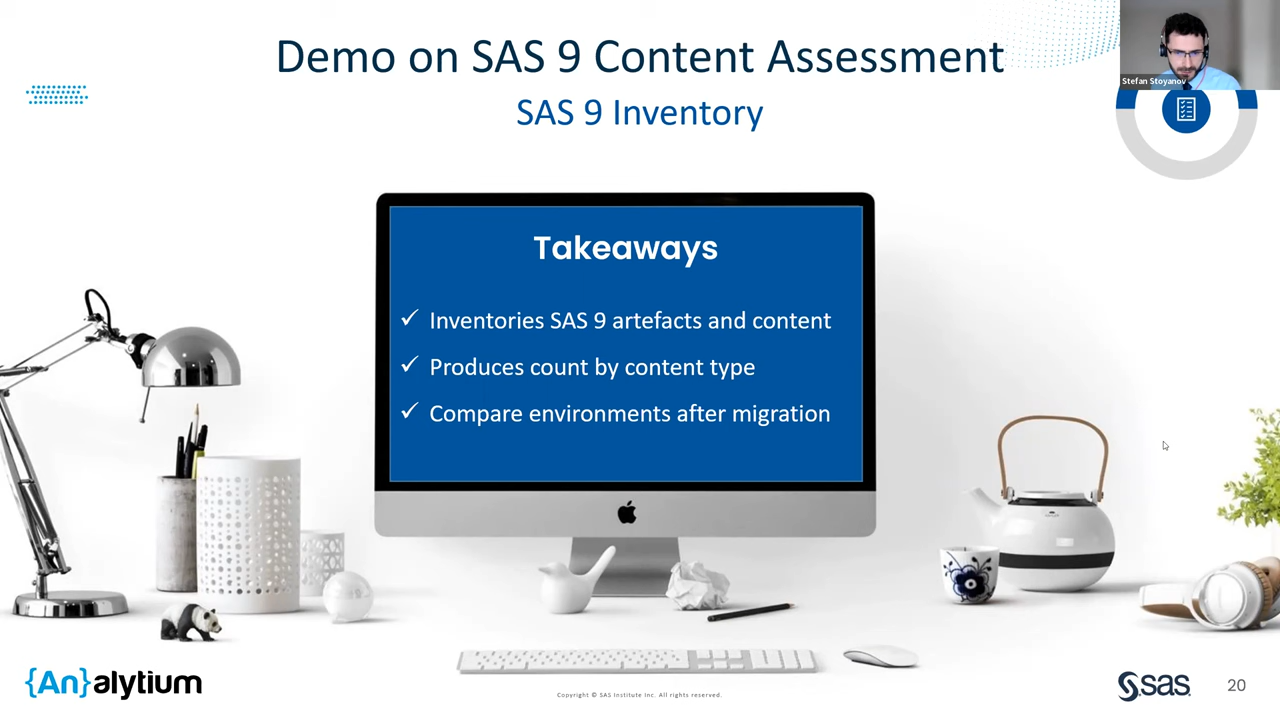 Demo on SAS 9 Content Assessment
SAS 9 Inventory
Stefan Stoyanov
Takeaways
✓ Inventories SAS 9 artefacts and content
✓ Produces count by content type
✓ Compare environments after migration
{An}alytium
Copyright © SAS Institute Inc. All rights reserved.
sas
20